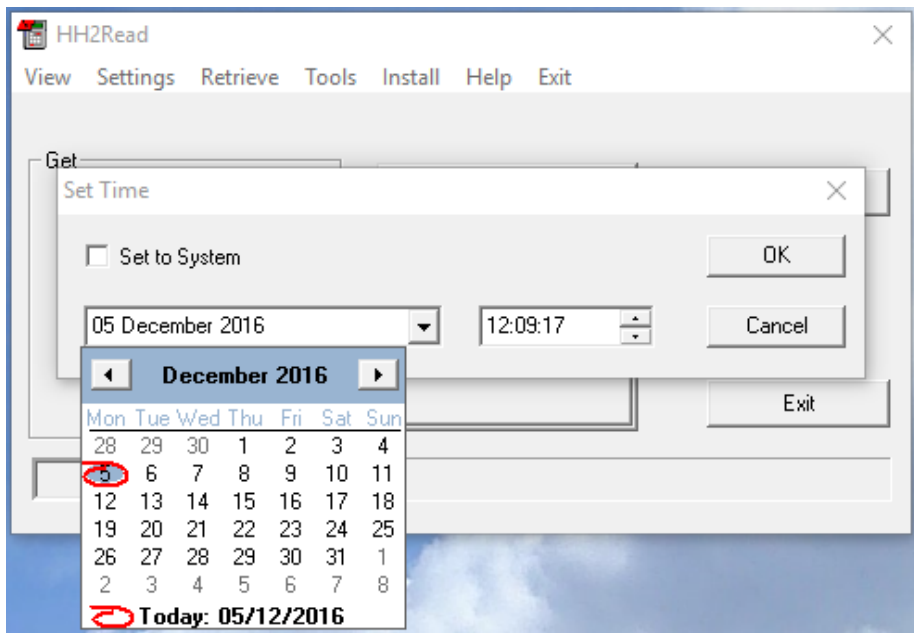 HH2Read
View Settings Retrieve Tools Install Help Exit
Get
Set Time
Set to System
OK
05 December 2016
12:09:17
Cancel
December 2016
Mon Tue Wed Thu Fri Sat Sun
28 29 30 1 2 3 4
5 6 7 8 9 10 11
12 13 14 15 16 17 18
19 20 21 22 23 24 25
26 27 28 29 30 31 1
2 3 4 5 6 7 8
Today: 05/12/2016
Exit